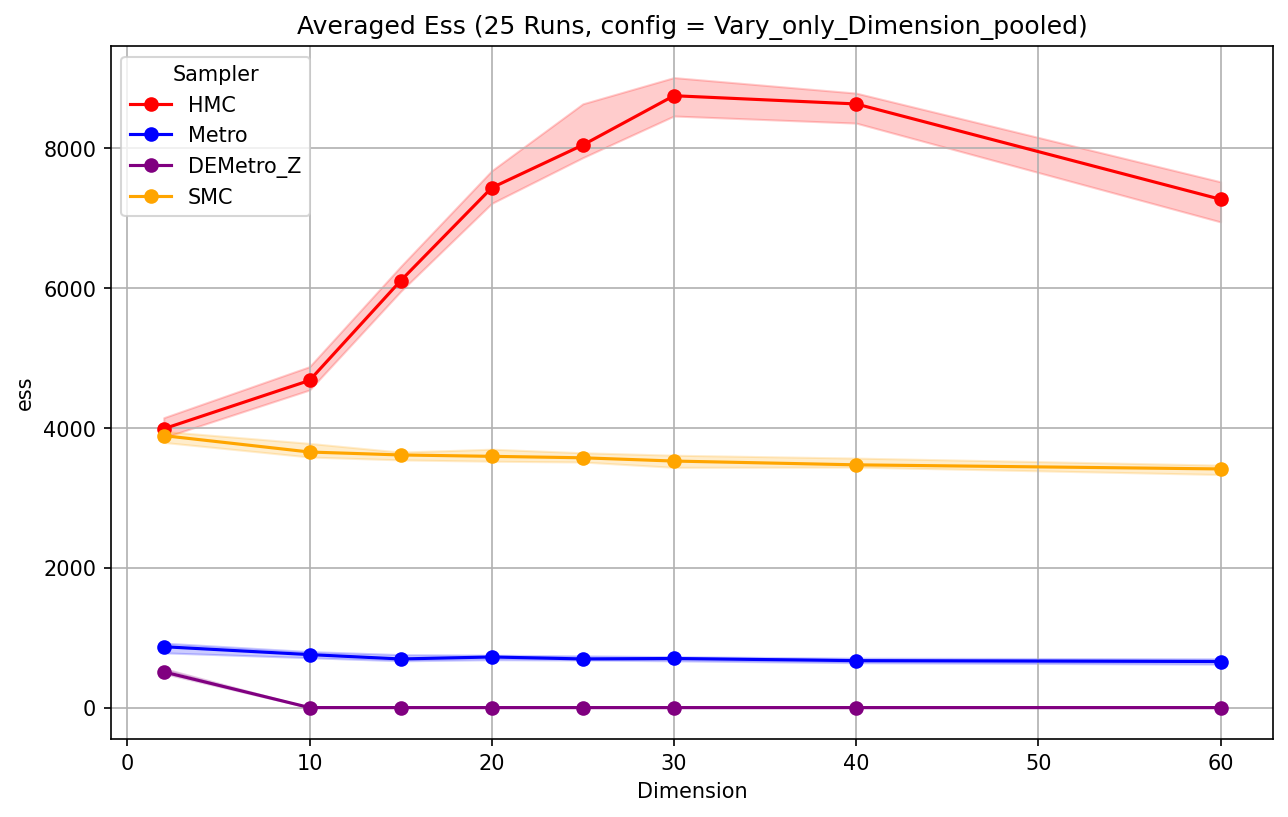 Averaged Ess (25 Runs, config = Vary_only_Dimension_pooled)
Sampler
HMC
Metro
DEMetro_Z
SMC
ess
8000
6000
4000
2000
0
0 10 20 30 40 50 60
Dimension